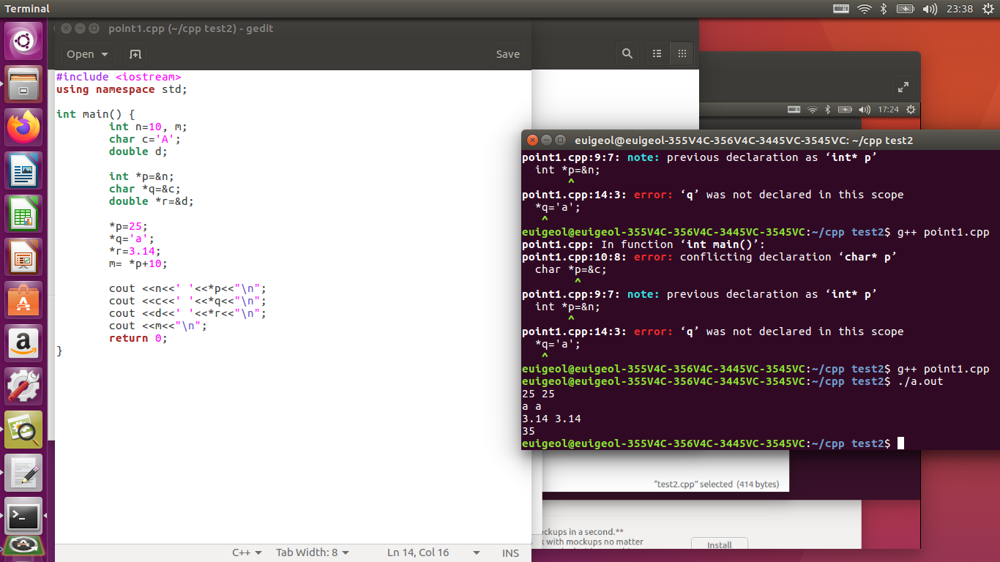 Terminal
23:38
point1.cpp (~/cpp test2) - gedit
Open
Save
#include <iostream>
using namespace std;
int main() {
int n=10, m;
char c='A';
double d;
int *p=&n;
char *q=&c;
double *r=&d;
*p=25;
*q='a';
*r=3.14;
m= *p+10;
cout <<n<<' '<<*p<<"\n";
cout <<c<<' '<<*q<<"\n";
cout <<d<<' '<<*r<<"\n";
cout <<m<<"\n";
return 0;
}
C++
Tab Width: 8
Ln 14, Col 16
INS
17:24
euigeol@euigeol-355V4C-356V4C-3445VC-3545VC: ~/cpp test2
point1.cpp:9:7: note: previous declaration as ‘int* p’
int *p=&n;
^
point1.cpp:14:3: error: ‘q’ was not declared in this scope
*q='a';
^
euigeol@euigeol-355V4C-356V4C-3445VC-3545VC:~/cpp test2$ g++ point1.cpp
point1.cpp: In function ‘int main()’:
point1.cpp:10:8: error: conflicting declaration ‘char* p’
char *p=&c;
^
point1.cpp:9:7: note: previous declaration as ‘int* p’
int *p=&n;
^
point1.cpp:14:3: error: ‘q’ was not declared in this scope
*q='a';
^
euigeol@euigeol-355V4C-356V4C-3445VC-3545VC:~/cpp test2$ g++ point1.cpp
euigeol@euigeol-355V4C-356V4C-3445VC-3545VC:~/cpp test2$ ./a.out
25 25
a a
3.14 3.14
35
euigeol@euigeol-355V4C-356V4C-3445VC-3545VC:~/cpp test2$
“test2.cpp” selected (414 bytes)
in a second.**
with mockups no matter
Install